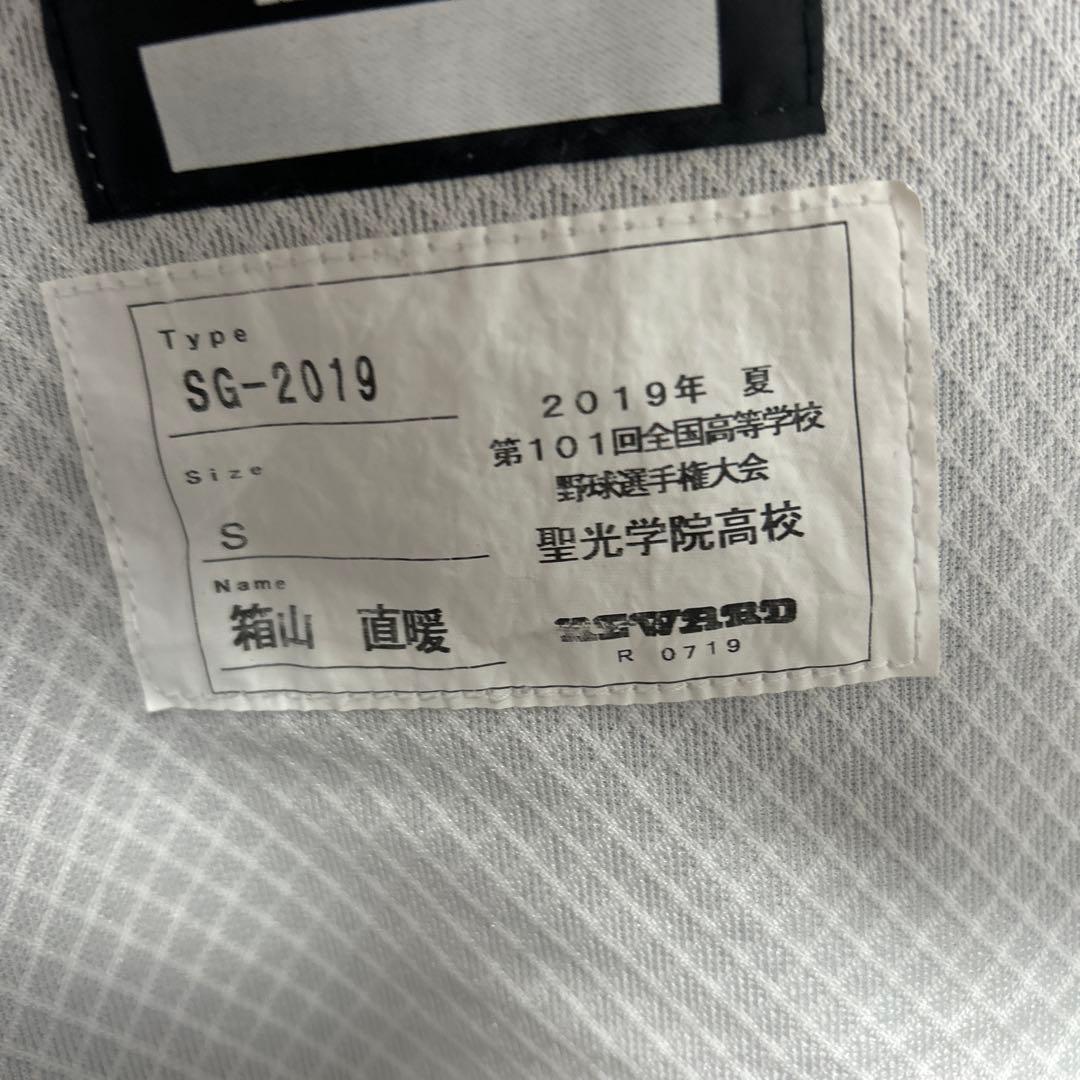 Type
SG-2019
Size
S
Name
箱山 直暖
2019年 夏
第101回全国高等学校
野球選手権大会
聖光学院高校
REWARD
R 0719